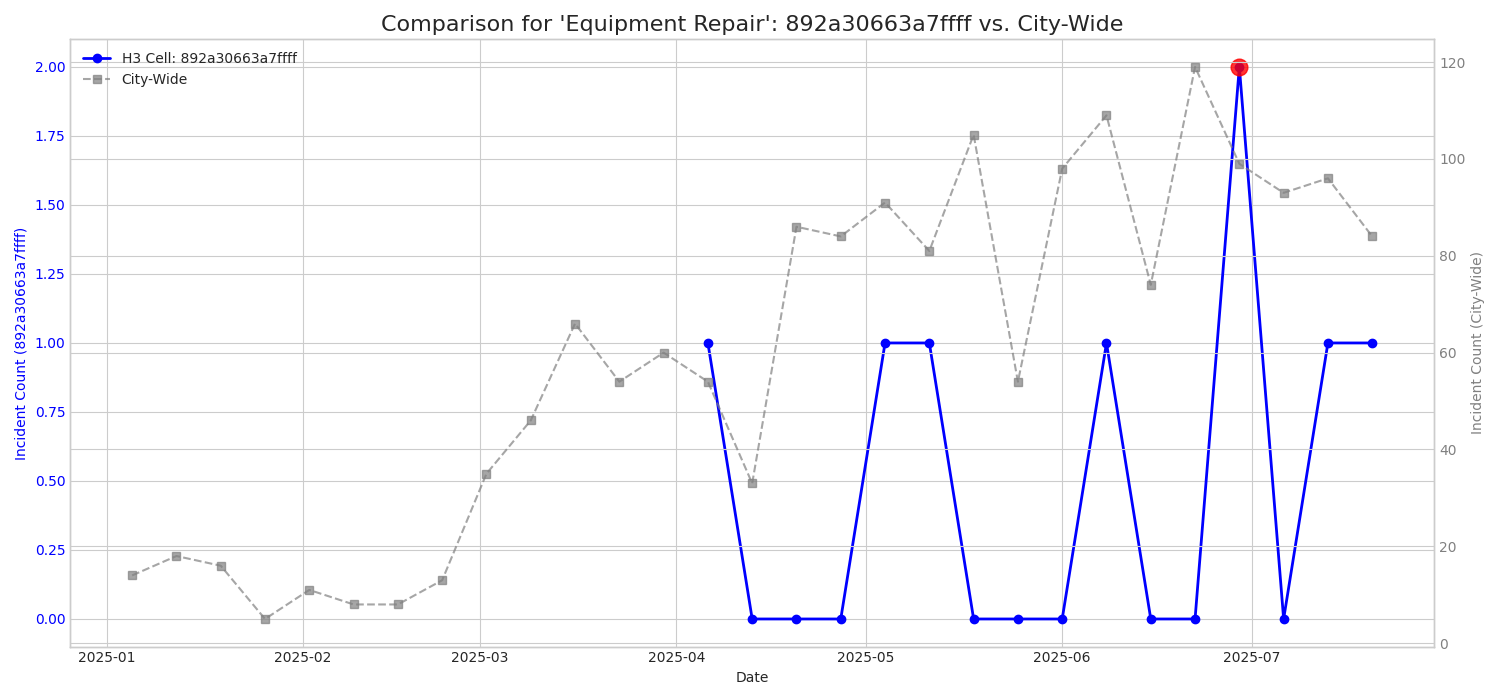 Comparison for 'Equipment Repair': 892a30663a7ffff vs. City-Wide
H3 Cell: 892a30663a7ffff
City-Wide
Incident Count (892a30663a7ffff)
2.00
1.75
1.50
1.25
1.00
0.75
0.50
0.25
0.00
120
100
80
60
40
20
0
Incident Count (City-Wide)
2025-01 2025-02 2025-03 2025-04 2025-05 2025-06 2025-07
Date